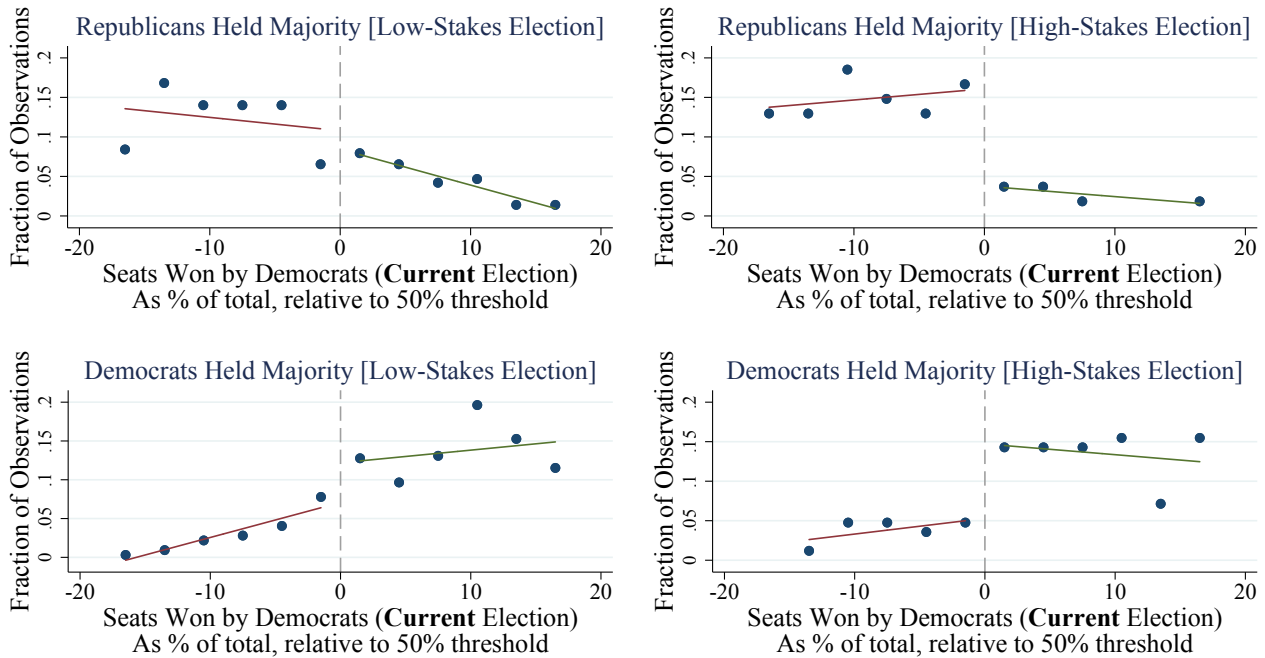 Republicans Held Majority [Low-Stakes Election]
Fraction of Observations
.2
.15
.1
.05
0
-20 -10 0 10 20
Seats Won by Democrats (Current Election)
As % of total, relative to 50% threshold
Republicans Held Majority [High-Stakes Election]
Fraction of Observations
.2
.15
.1
.05
0
-20 -10 0 10 20
Seats Won by Democrats (Current Election)
As % of total, relative to 50% threshold
Democrats Held Majority [Low-Stakes Election]
Fraction of Observations
.2
.15
.1
.05
0
-20 -10 0 10 20
Seats Won by Democrats (Current Election)
As % of total, relative to 50% threshold
Democrats Held Majority [High-Stakes Election]
Fraction of Observations
.2
.15
.1
.05
0
-20 -10 0 10 20
Seats Won by Democrats (Current Election)
As % of total, relative to 50% threshold